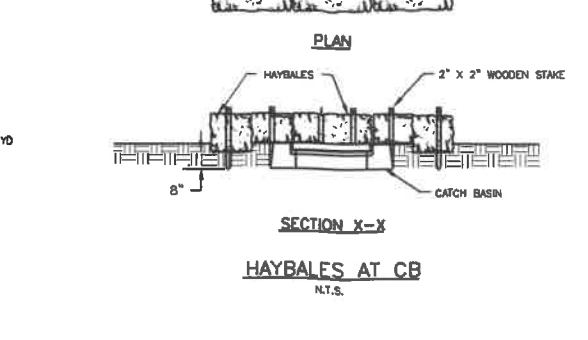 PLAN
HAYBALES
2" X 2" WOODEN STAKE
YD
8"
CATCH BASIN
SECTION X-X
HAYBALES AT CB
N.T.S.